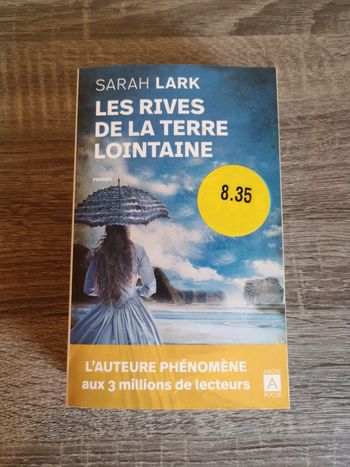 SARAH LARK
LES RIVES
DE LA TERRE
LOINTAINE
roman
8.35
L'AUTEURE PHÉNOMÈNE
aux 3 millions de lecteurs
ARCHI
A
POCHE